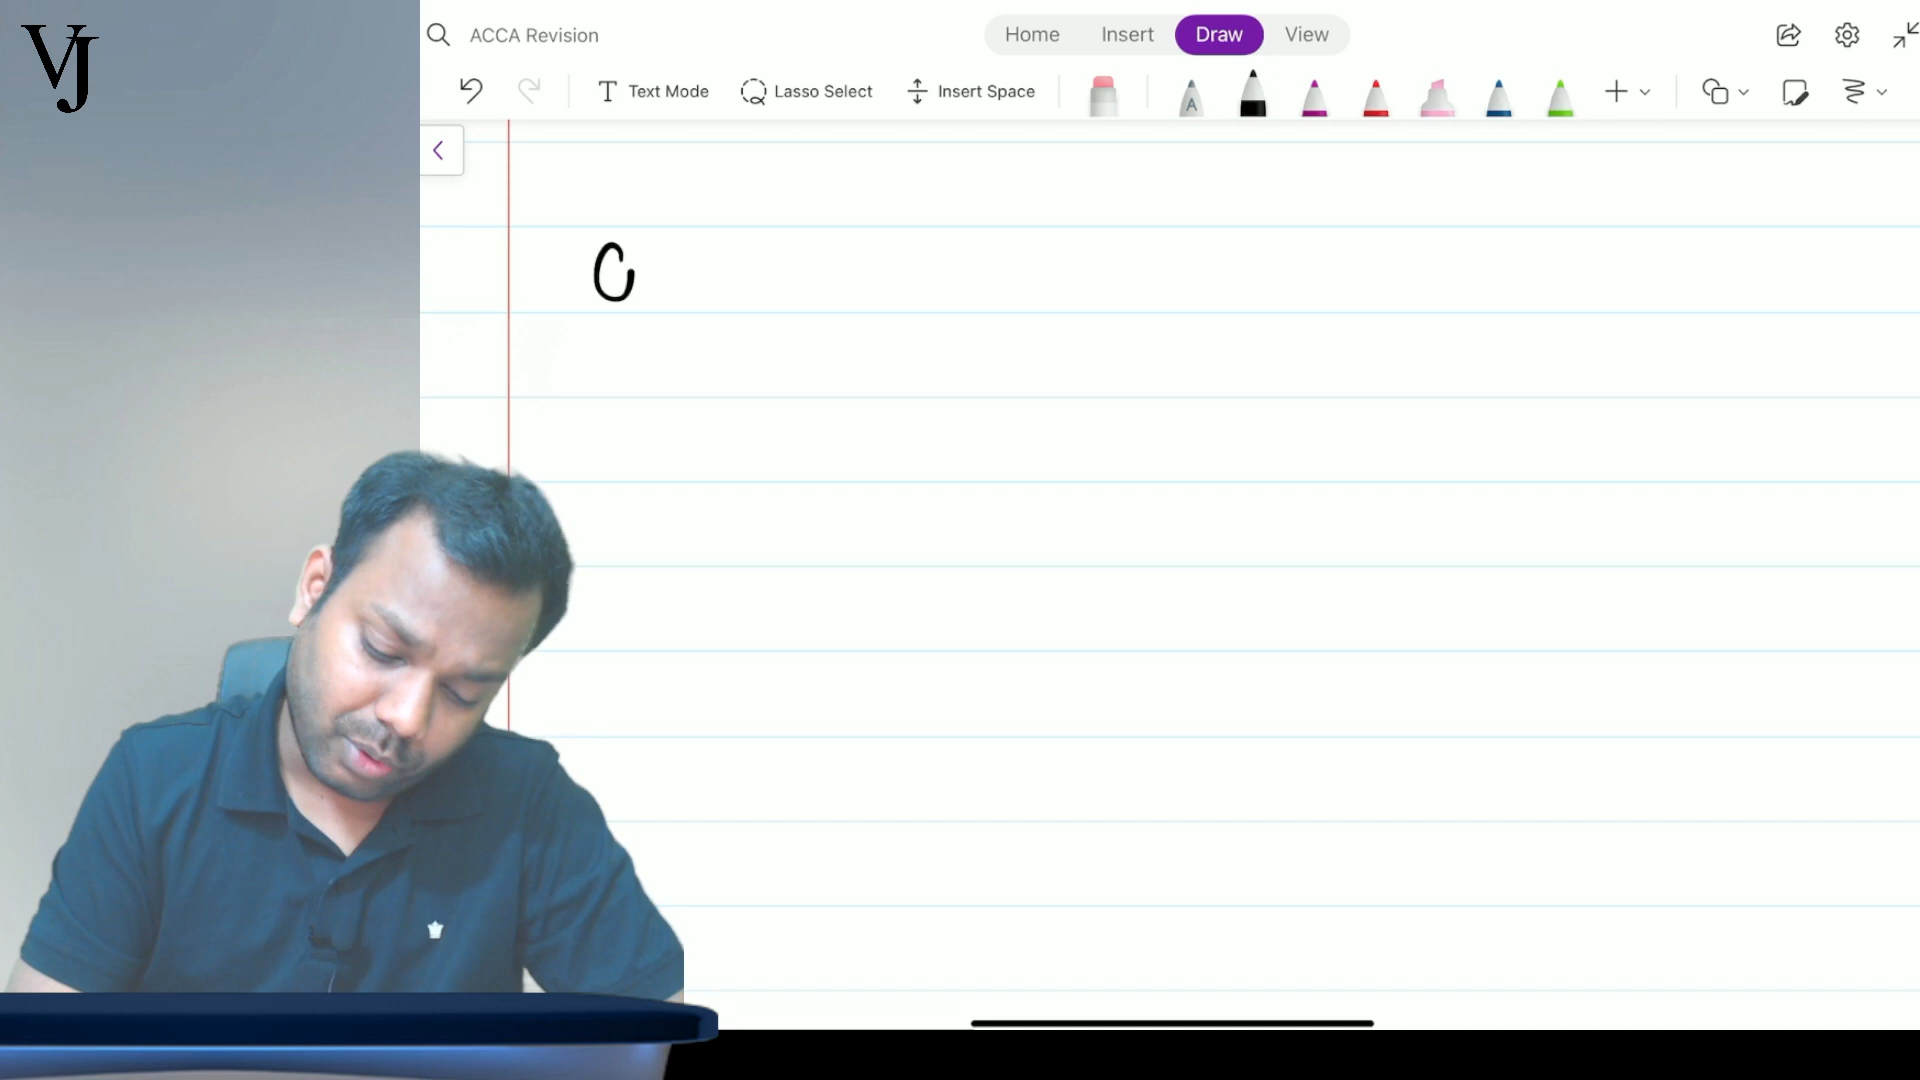 VJ
ACCA Revision
Home Insert Draw View
Text Mode Lasso Select Insert Space
A
C